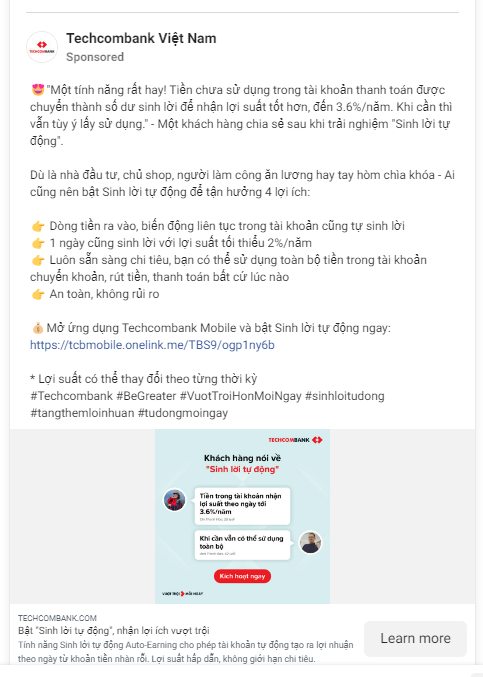 TECHCOMBANK
Techcombank Việt Nam
Sponsored
😍"Một tính năng rất hay! Tiền chưa sử dụng trong tài khoản thanh toán được
chuyển thành số dư sinh lời để nhận lợi suất tốt hơn, đến 3.6%/năm. Khi cần thì
vẫn tùy ý lấy sử dụng." - Một khách hàng chia sẻ sau khi trải nghiệm "Sinh lời tự
động".
Dù là nhà đầu tư, chủ shop, người làm công ăn lương hay tay hòm chìa khóa - Ai
cũng nên bật Sinh lời tự động để tận hưởng 4 lợi ích:
👉 Dòng tiền ra vào, biến động liên tục trong tài khoản cũng tự sinh lời
👉 1 ngày cũng sinh lời với lợi suất tối thiểu 2%/năm
👉 Luôn sẵn sàng chi tiêu, bạn có thể sử dụng toàn bộ tiền trong tài khoản
chuyển khoản, rút tiền, thanh toán bất cứ lúc nào
👉 An toàn, không rủi ro
💰Mở ứng dụng Techcombank Mobile và bật Sinh lời tự động ngay:
https://tcbmobile.onelink.me/TBS9/ogp1ny6b
* Lợi suất có thể thay đổi theo từng thời kỳ
#Techcombank #BeGreater #VuotTroiHonMoiNgay #sinhloitudong
#tangthemloinhuan #tudongmoingay
TECHCOMBANK
Khách hàng nói về
"Sinh lời tự động"
Tiền trong tài khoản nhận
lợi suất theo ngày tới
3.6%/năm
Khi cần vẫn có thể sử dụng
toàn bộ
Kích hoạt ngay
VƯỢT TRỘI MỖI NGÀY
TECHCOMBANK.COM
Bật "Sinh lời tự động", nhận lợi ích vượt trội
Tính năng Sinh lời tự động Auto-Earning cho phép tài khoản tự động tạo ra lợi nhuận
theo ngày từ khoản tiền nhàn rỗi. Lợi suất hấp dẫn, không giới hạn chi tiêu.
Learn more